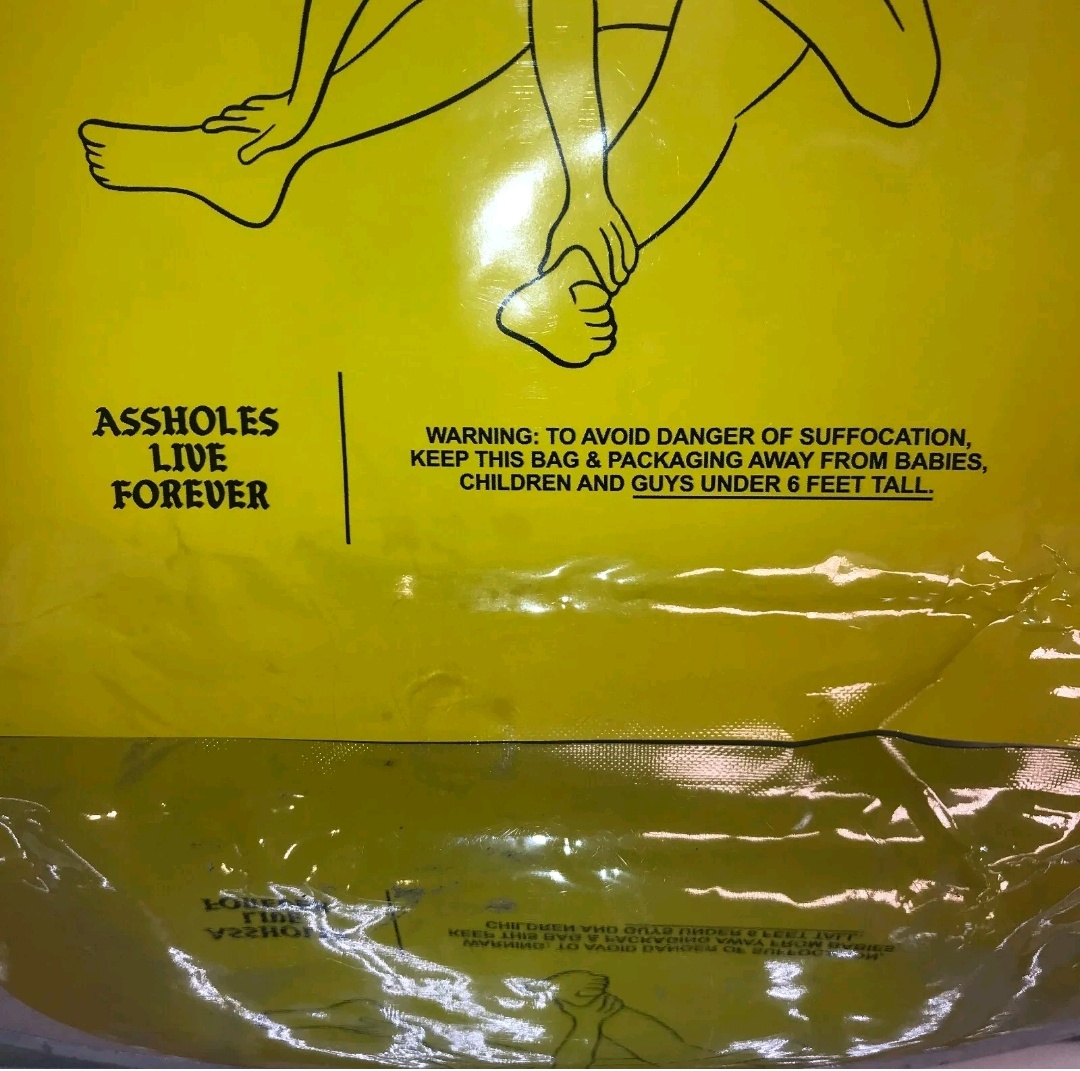 ASSHOLES
LIVE
FOREVER
WARNING: TO AVOID DANGER OF SUFFOCATION,
KEEP THIS BAG & PACKAGING AWAY FROM BABIES,
CHILDREN AND GUYS UNDER 6 FEET TALL.